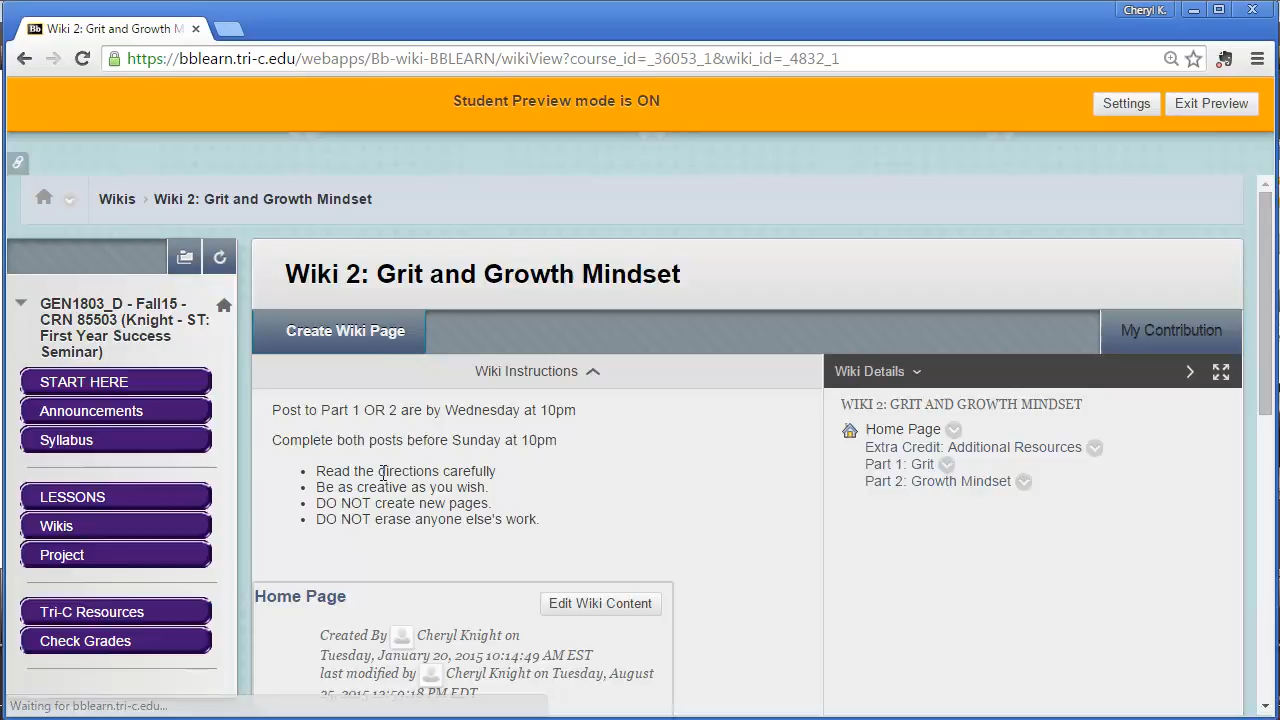 Cheryl K.
Wiki 2: Grit and Growth M
https://bblearn.tri-c.edu/webapps/Bb-wiki-BBLEARN/wikiView?course_id=_36053_1&wiki_id=_4832_1
Student Preview mode is ON
Settings
Exit Preview
Wikis › Wiki 2: Grit and Growth Mindset
GEN1803_D - Fall15 -
CRN 85503 (Knight - ST:
First Year Success
Seminar)
START HERE
Announcements
Syllabus
LESSONS
Wikis
Project
Tri-C Resources
Check Grades
Wiki 2: Grit and Growth Mindset
Create Wiki Page
My Contribution
Wiki Instructions
Post to Part 1 OR 2 are by Wednesday at 10pm
Complete both posts before Sunday at 10pm
• Read the directions carefully
• Be as creative as you wish.
• DO NOT create new pages.
• DO NOT erase anyone else's work.
Home Page
Edit Wiki Content
Created By Cheryl Knight on
Tuesday, January 20, 2015 10:14:49 AM EST
last modified by Cheryl Knight on Tuesday, August
25, 2015 12:59:18 PM EDT
Wiki Details
WIKI 2: GRIT AND GROWTH MINDSET
Home Page
Extra Credit: Additional Resources
Part 1: Grit
Part 2: Growth Mindset
Waiting for bblearn.tri-c.edu...